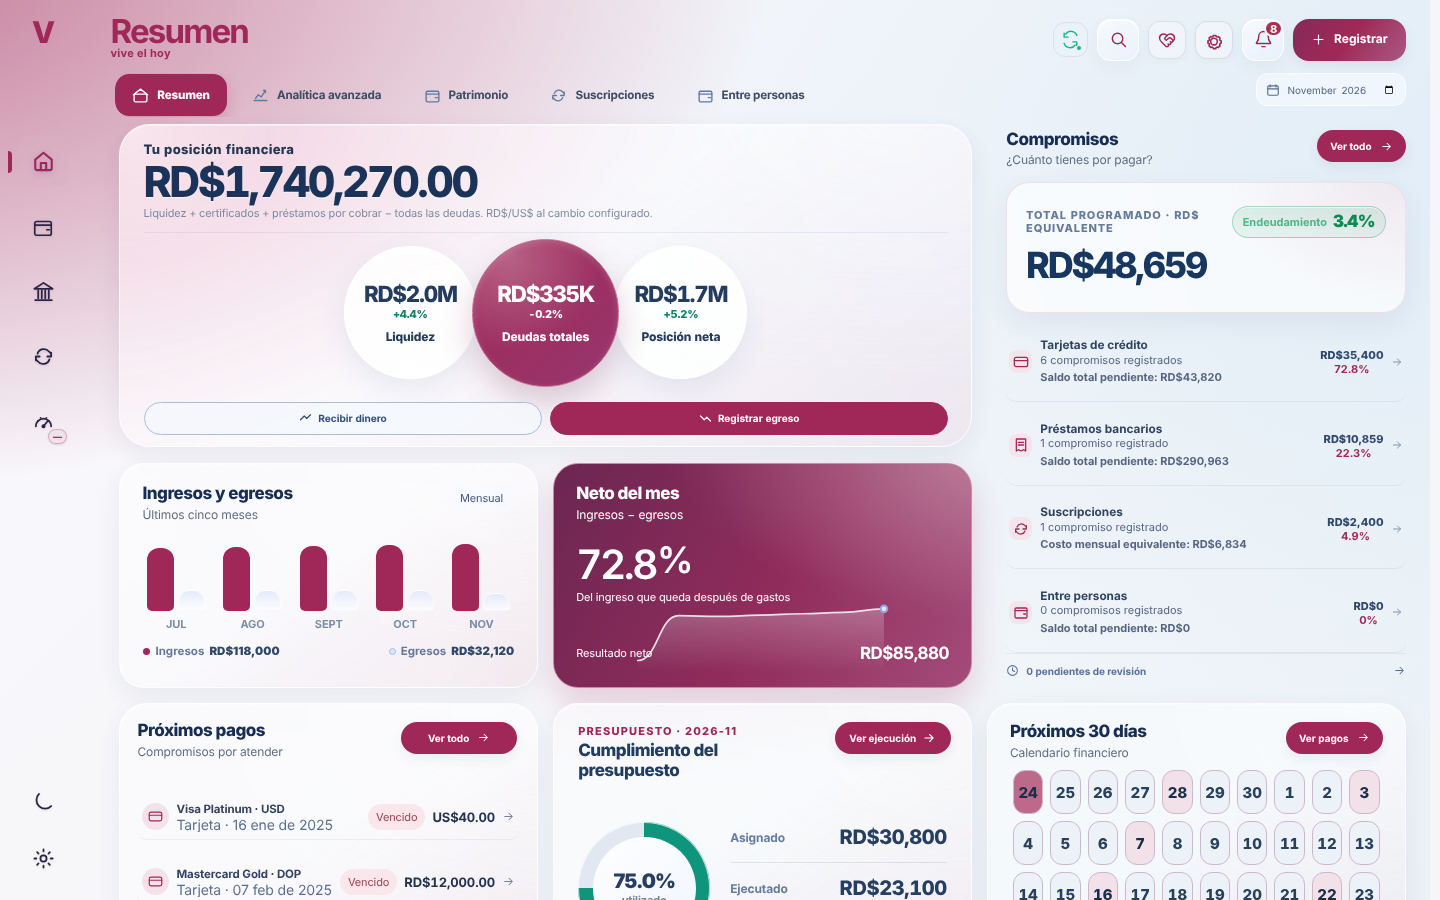 V
Resumen
vive el hoy
8
Registrar
Resumen
Analítica avanzada
Patrimonio
Suscripciones
Entre personas
November 2026
Tu posición financiera
RD$1,740,270.00
Liquidez + certificados + préstamos por cobrar − todas las deudas. RD$/US$ al cambio configurado.
RD$2.0M
+4.4%
Liquidez
RD$335K
-0.2%
Deudas totales
RD$1.7M
+5.2%
Posición neta
Recibir dinero
Registrar egreso
Compromisos
¿Cuánto tienes por pagar?
Ver todo
TOTAL PROGRAMADO · RD$
EQUIVALENTE
Endeudamiento 3.4%
RD$48,659
Tarjetas de crédito
6 compromisos registrados
Saldo total pendiente: RD$43,820
RD$35,400
72.8%
Préstamos bancarios
1 compromiso registrado
Saldo total pendiente: RD$290,963
RD$10,859
22.3%
Suscripciones
1 compromiso registrado
Costo mensual equivalente: RD$6,834
RD$2,400
4.9%
Entre personas
0 compromisos registrados
Saldo total pendiente: RD$0
RD$0
0%
0 pendientes de revisión
Ingresos y egresos
Últimos cinco meses
Mensual
JUL AGO SEPT OCT NOV
Ingresos RD$118,000
Egresos RD$32,120
Neto del mes
Ingresos − egresos
72.8%
Del ingreso que queda después de gastos
Resultado neto
RD$85,880
Próximos pagos
Compromisos por atender
Ver todo
Visa Platinum · USD
Tarjeta · 16 ene de 2025
Vencido
US$40.00
Mastercard Gold · DOP
Tarjeta · 07 feb de 2025
Vencido
RD$12,000.00
PRESUPUESTO · 2026-11
Cumplimiento del
presupuesto
Ver ejecución
75.0%
utilizado
Asignado
RD$30,800
Ejecutado
RD$23,100
Próximos 30 días
Calendario financiero
Ver pagos
24 25 26 27 28 29 30 1 2 3
4 5 6 7 8 9 10 11 12 13
14 15 16 17 18 19 20 21 22 23